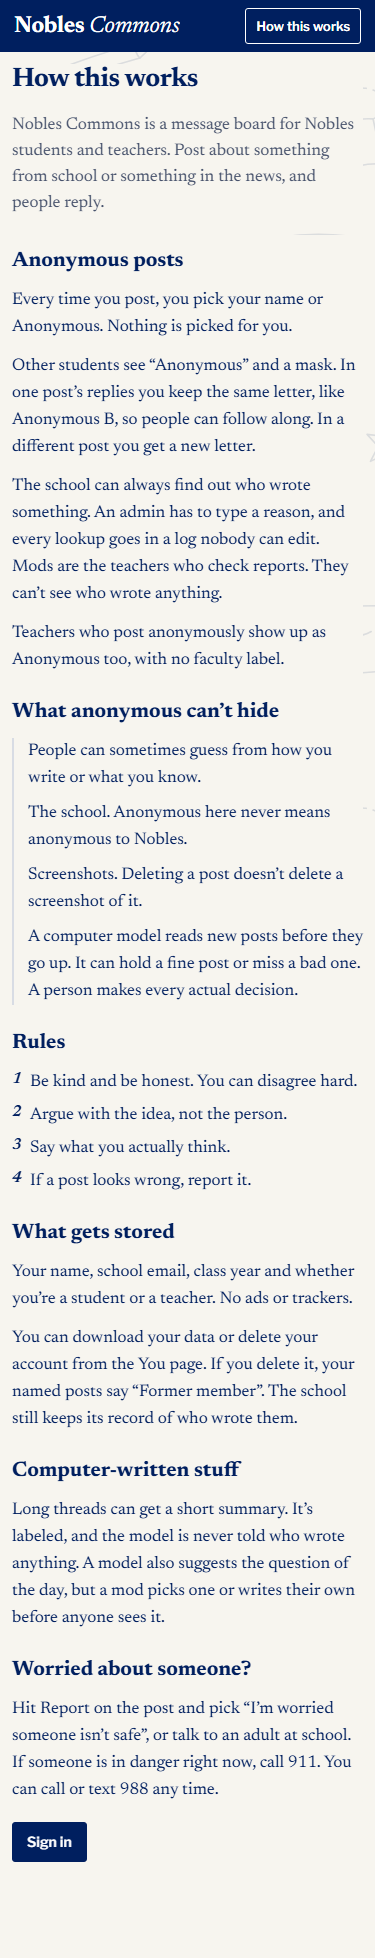 Nobles Commons
How this works
How this works
Nobles Commons is a message board for Nobles
students and teachers. Post about something
from school or something in the news, and
people reply.
Anonymous posts
Every time you post, you pick your name or
Anonymous. Nothing is picked for you.
Other students see “Anonymous” and a mask. In
one post’s replies you keep the same letter, like
Anonymous B, so people can follow along. In a
different post you get a new letter.
The school can always find out who wrote
something. An admin has to type a reason, and
every lookup goes in a log nobody can edit.
Mods are the teachers who check reports. They
can’t see who wrote anything.
Teachers who post anonymously show up as
Anonymous too, with no faculty label.
What anonymous can’t hide
People can sometimes guess from how you
write or what you know.
The school. Anonymous here never means
anonymous to Nobles.
Screenshots. Deleting a post doesn’t delete a
screenshot of it.
A computer model reads new posts before they
go up. It can hold a fine post or miss a bad one.
A person makes every actual decision.
Rules
1 Be kind and be honest. You can disagree hard.
2 Argue with the idea, not the person.
3 Say what you actually think.
4 If a post looks wrong, report it.
What gets stored
Your name, school email, class year and whether
you’re a student or a teacher. No ads or trackers.
You can download your data or delete your
account from the You page. If you delete it, your
named posts say “Former member”. The school
still keeps its record of who wrote them.
Computer-written stuff
Long threads can get a short summary. It’s
labeled, and the model is never told who wrote
anything. A model also suggests the question of
the day, but a mod picks one or writes their own
before anyone sees it.
Worried about someone?
Hit Report on the post and pick “I’m worried
someone isn’t safe”, or talk to an adult at school.
If someone is in danger right now, call 911. You
can call or text 988 any time.
Sign in